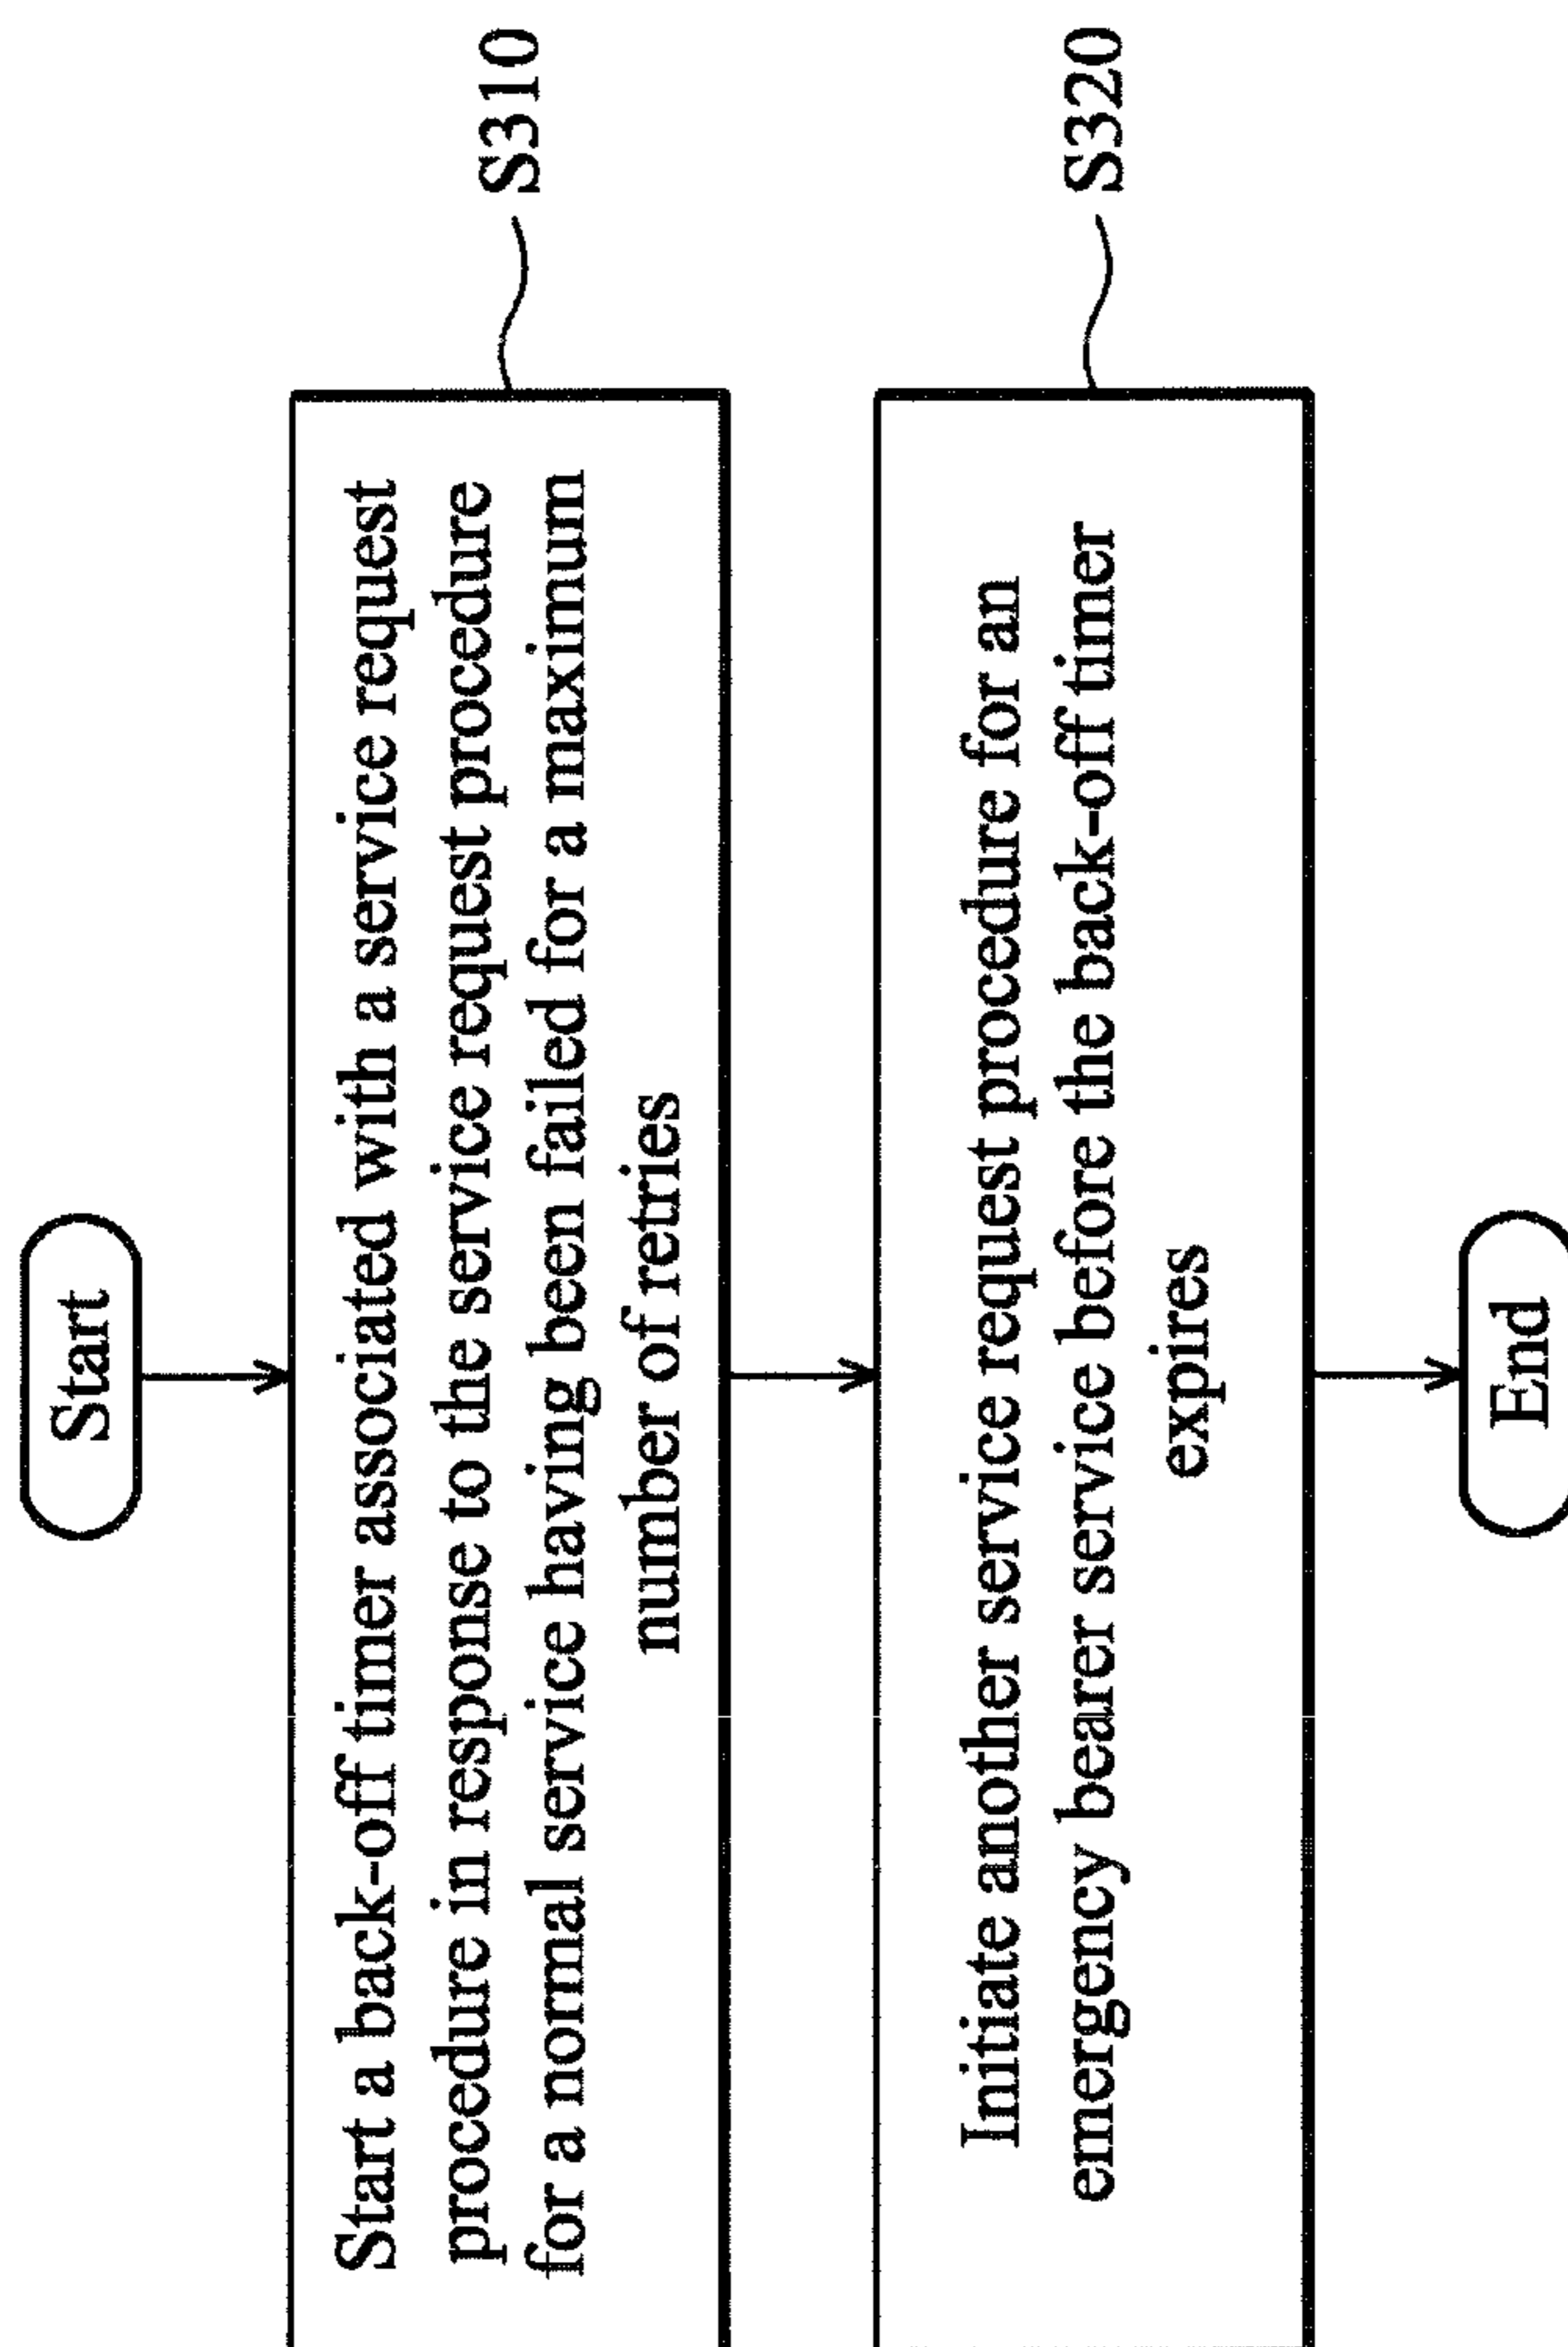 Start
Start a back-off timer associated with a service request
procedure in response to the service request procedure
for a normal service having been failed for a maximum
number of retries
S310
Initiate another service request procedure for an
emergency bearer service before the back-off timer
expires
S320
End